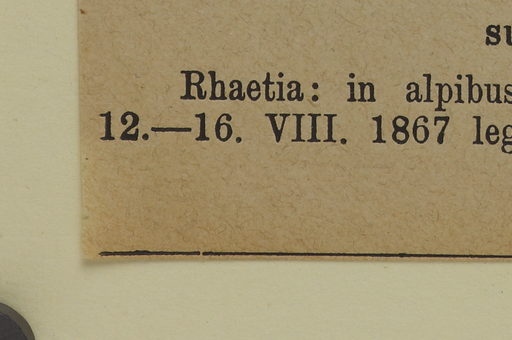 su
Rhaetia: in alpibus
12.—16. VIII. 1867 leg